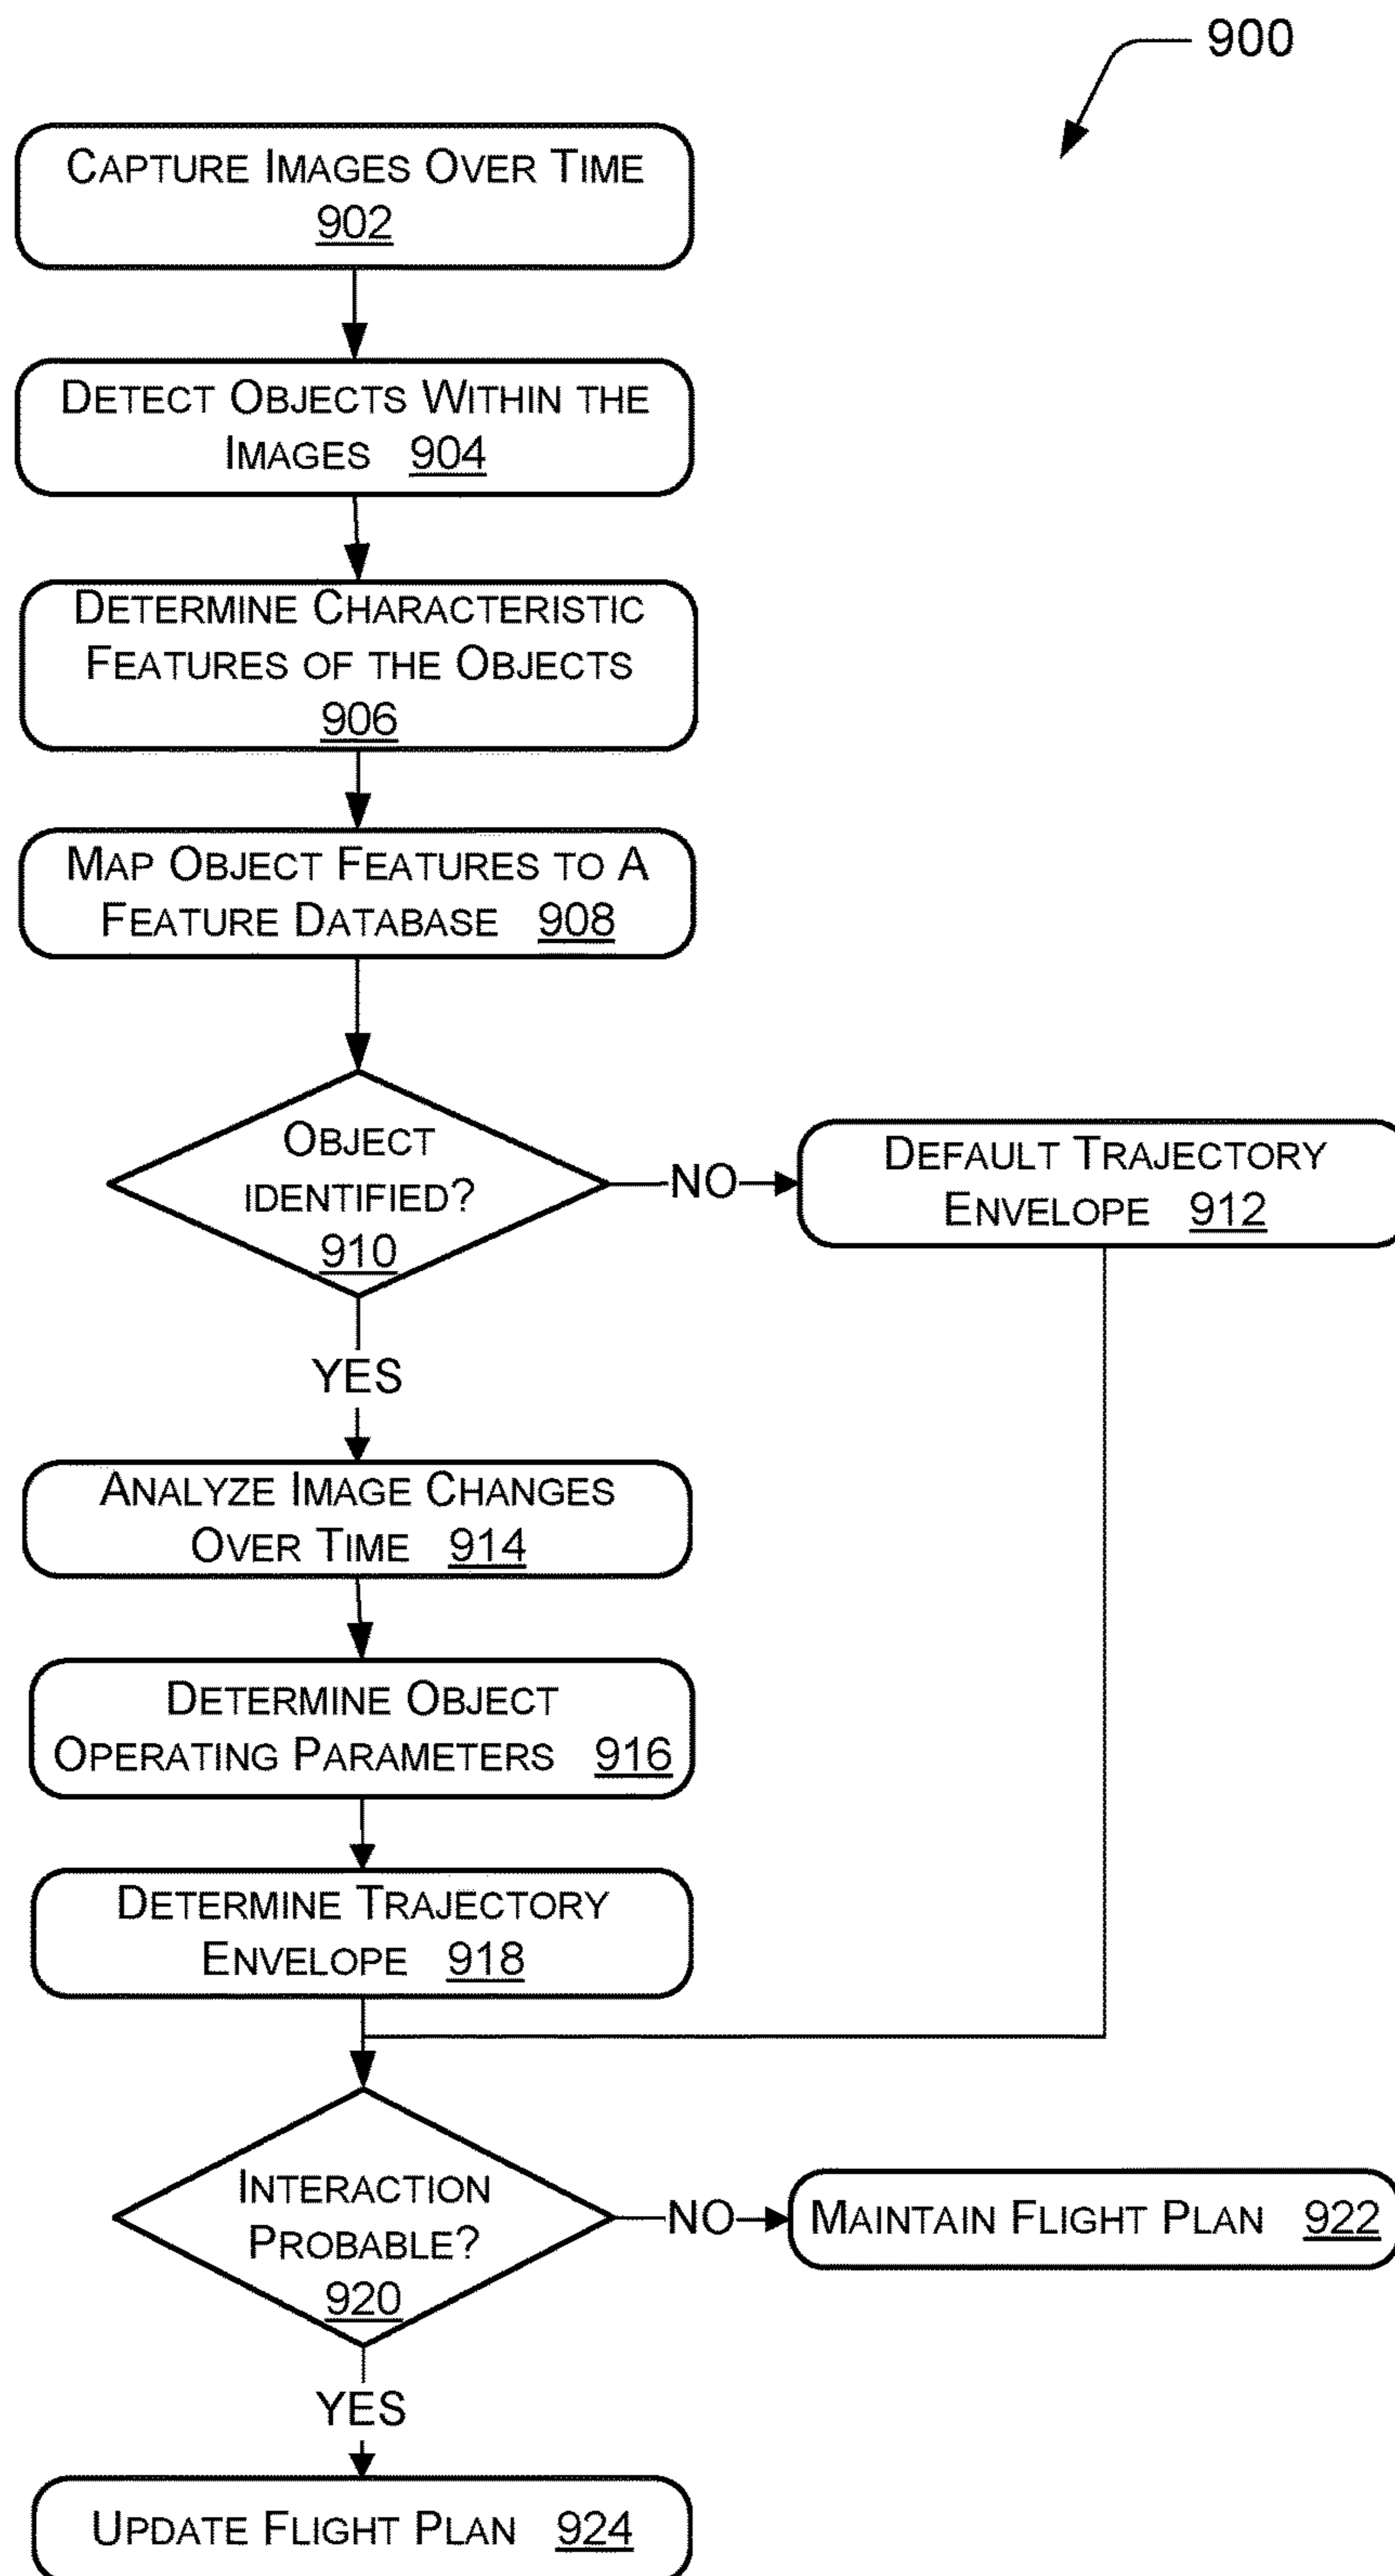 900
CAPTURE IMAGES OVER TIME
902
DETECT OBJECTS WITHIN THE
IMAGES 904
DETERMINE CHARACTERISTIC
FEATURES OF THE OBJECTS
906
MAP OBJECT FEATURES TO A
FEATURE DATABASE 908
OBJECT
IDENTIFIED?
910
NO
DEFAULT TRAJECTORY
ENVELOPE 912
YES
ANALYZE IMAGE CHANGES
OVER TIME 914
DETERMINE OBJECT
OPERATING PARAMETERS 916
DETERMINE TRAJECTORY
ENVELOPE 918
INTERACTION
PROBABLE?
920
NO
MAINTAIN FLIGHT PLAN 922
YES
UPDATE FLIGHT PLAN 924